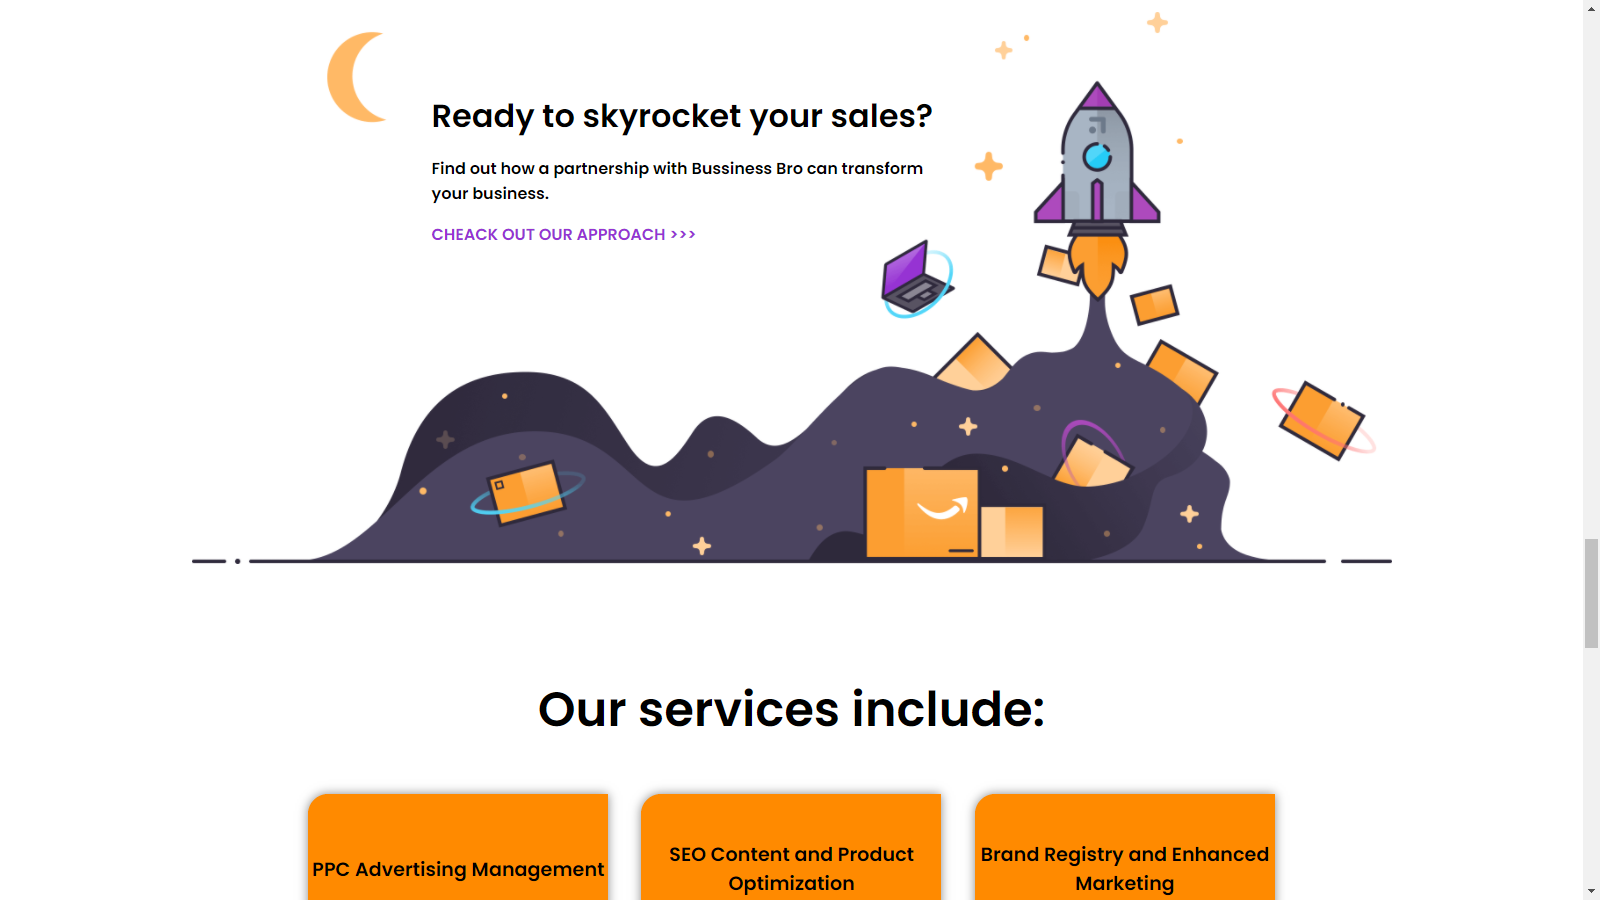 Ready to skyrocket your sales?
Find out how a partnership with Bussiness Bro can transform
your business.
CHEACK OUT OUR APPROACH >>>
Our services include:
PPC Advertising Management
SEO Content and Product
Optimization
Brand Registry and Enhanced
Marketing